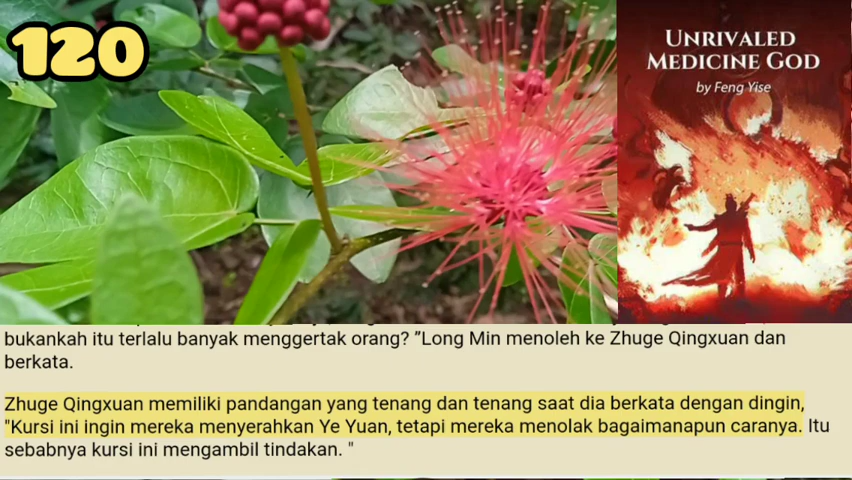 120
UNRIVALED
MEDICINE GOD
by Feng Yise
bukankah itu terlalu banyak menggertak orang? "Long Min menoleh ke Zhuge Qingxuan dan
berkata.
Zhuge Qingxuan memiliki pandangan yang tenang dan tenang saat dia berkata dengan dingin,
"Kursi ini ingin mereka menyerahkan Ye Yuan, tetapi mereka menolak bagaimanapun caranya. Itu
sebabnya kursi ini mengambil tindakan. "